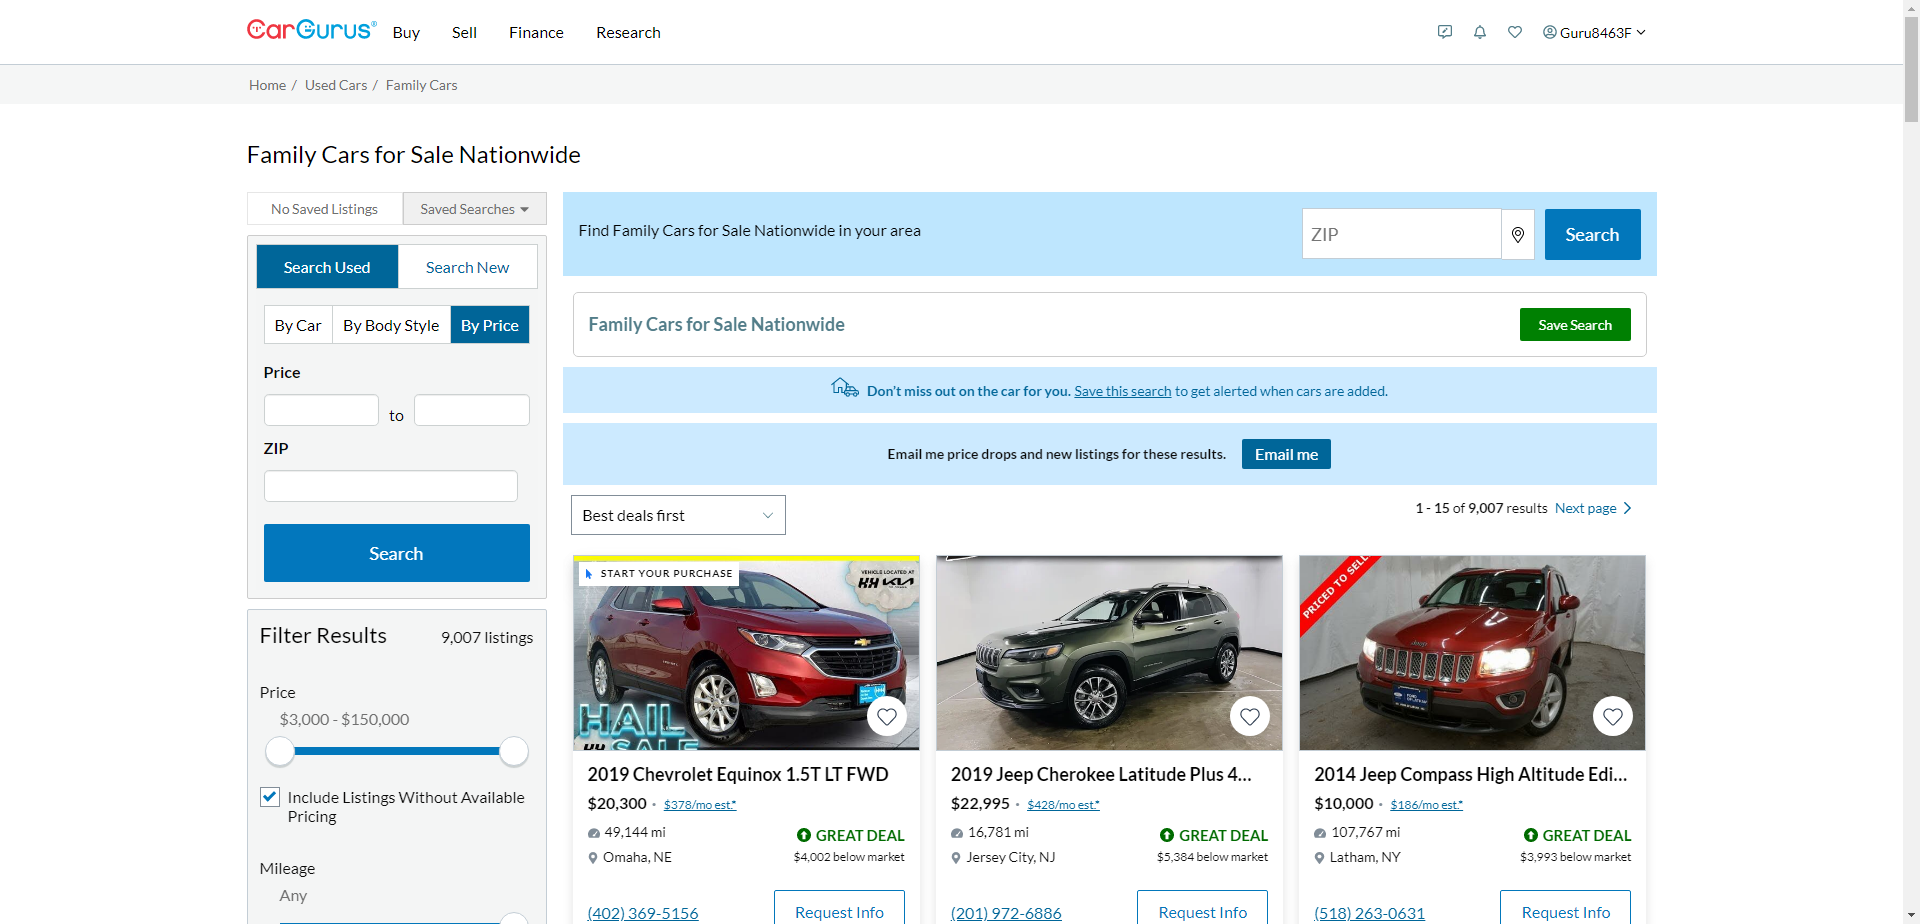 CarGurus®
Buy
Sell
Finance
Research
Guru8463F
Home / Used Cars / Family Cars
Family Cars for Sale Nationwide
No Saved Listings
Saved Searches
Search Used
Search New
By Car
By Body Style
By Price
Price
to
ZIP
Search
Filter Results
9,007 listings
Price
$3,000 - $150,000
Include Listings Without Available
Pricing
Mileage
Any
Find Family Cars for Sale Nationwide in your area
ZIP
Search
Family Cars for Sale Nationwide
Save Search
Don't miss out on the car for you. Save this search to get alerted when cars are added.
Email me price drops and new listings for these results.
Email me
Best deals first
1 - 15 of 9,007 results
Next page
START YOUR PURCHASE
VEHICLE LOCATED AT
KIA
HAIL
SALE
2019 Chevrolet Equinox 1.5T LT FWD
$20,300 · $378/mo est.*
49,144 mi
GREAT DEAL
Omaha, NE
$4,002 below market
(402) 369-5156
Request Info
2019 Jeep Cherokee Latitude Plus 4...
$22,995 · $428/mo est.*
16,781 mi
GREAT DEAL
Jersey City, NJ
$5,384 below market
(201) 972-6886
Request Info
PRICED TO SELL
2014 Jeep Compass High Altitude Edi...
$10,000 · $186/mo est.*
107,767 mi
GREAT DEAL
Latham, NY
$3,993 below market
(518) 263-0631
Request Info